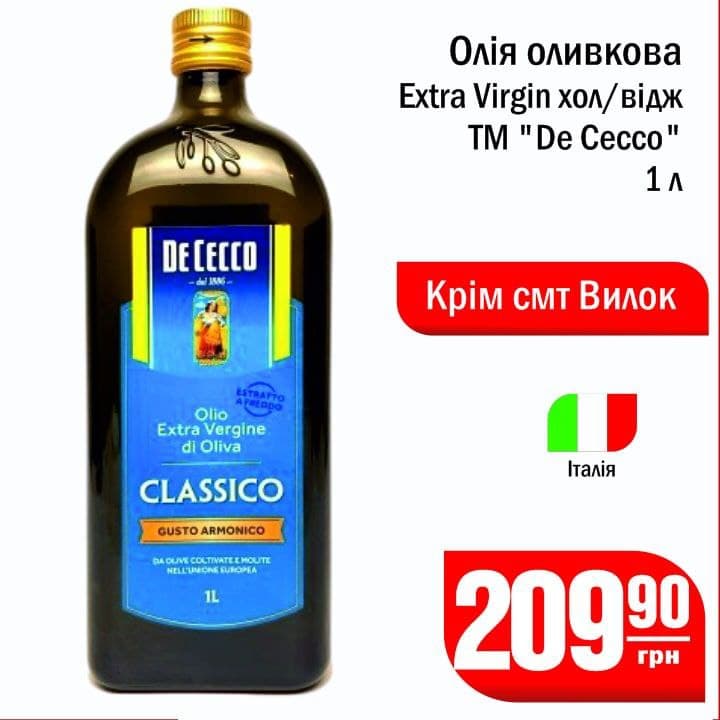 Олія оливкова
Extra Virgin хол/відж
ТМ "De Cecco"
1 л
Крім смт Вилок
Італія
209 90
грн
DE CECCO
del 1886
ESTRATTO
A FREDDO
Olio
Extra Vergine
di Oliva
CLASSICO
GUSTO ARMONICO
DA OLIVE COLTIVATE E MOLITE
NELL'UNIONE EUROPEA
1L